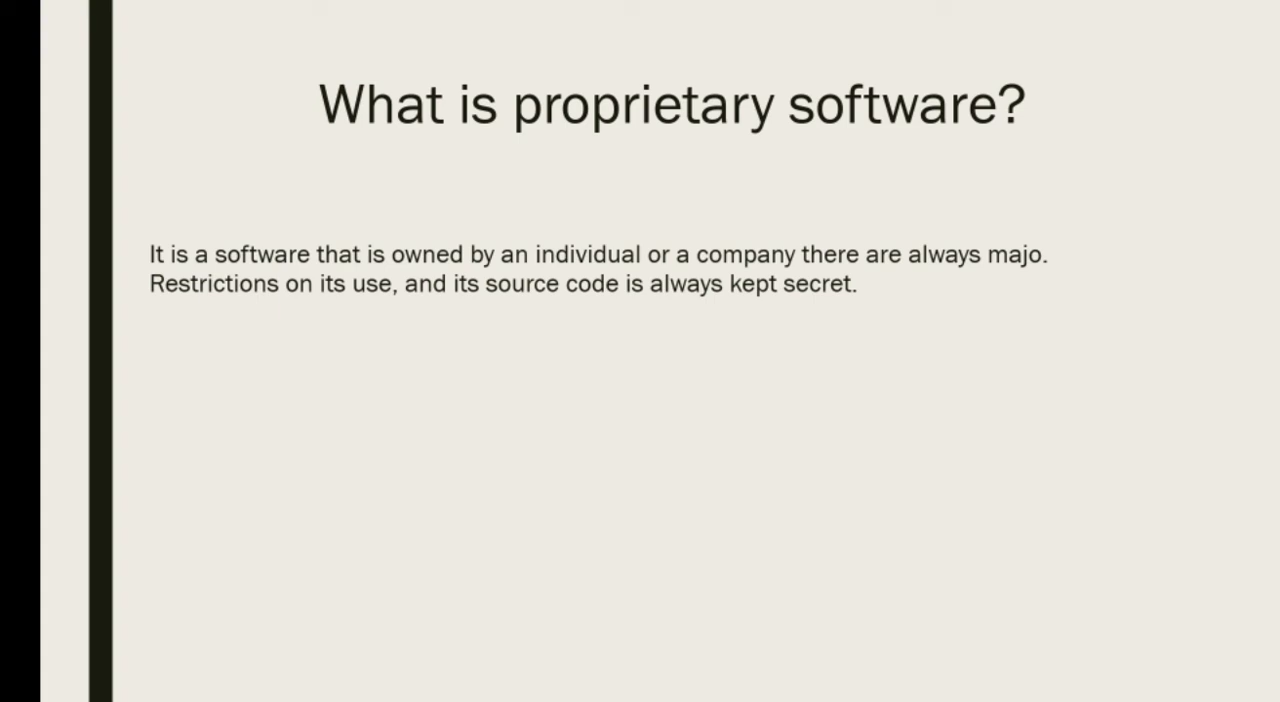 What is proprietary software?
It is a software that is owned by an individual or a company there are always majo.
Restrictions on its use, and its source code is always kept secret.